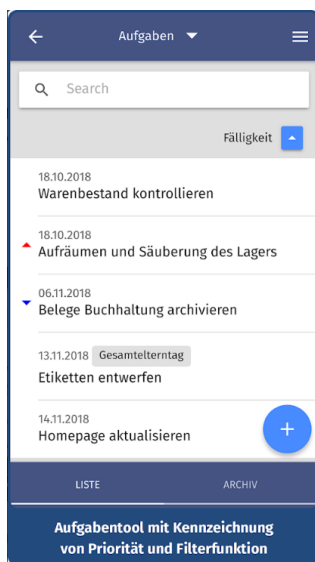 Aufgaben
Search
Fälligkeit
18.10.2018
Warenbestand kontrollieren
18.10.2018
Aufräumen und Säuberung des Lagers
06.11.2018
Belege Buchhaltung archivieren
13.11.2018 Gesamtelterntag
Etiketten entwerfen
14.11.2018
Homepage aktualisieren
LISTE ARCHIV
Aufgabentool mit Kennzeichnung
von Priorität und Filterfunktion